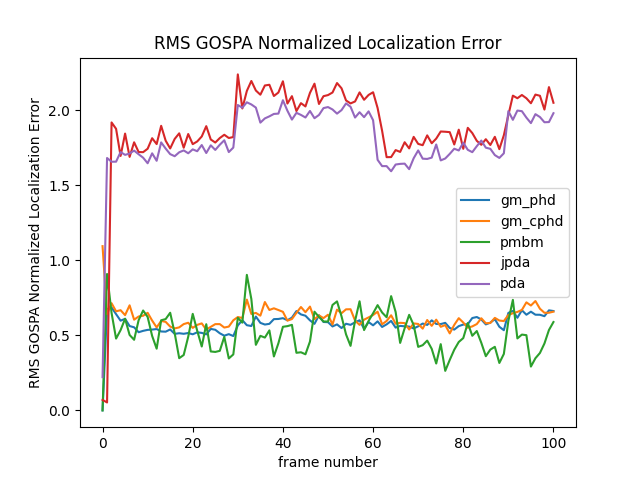 RMS GOSPA Normalized Localization Error
RMS GOSPA Normalized Localization Error
2.0
1.5
1.0
0.5
0.0
gm_phd
gm_cphd
pmbm
jpda
pda
0 20 40 60 80 100
frame number